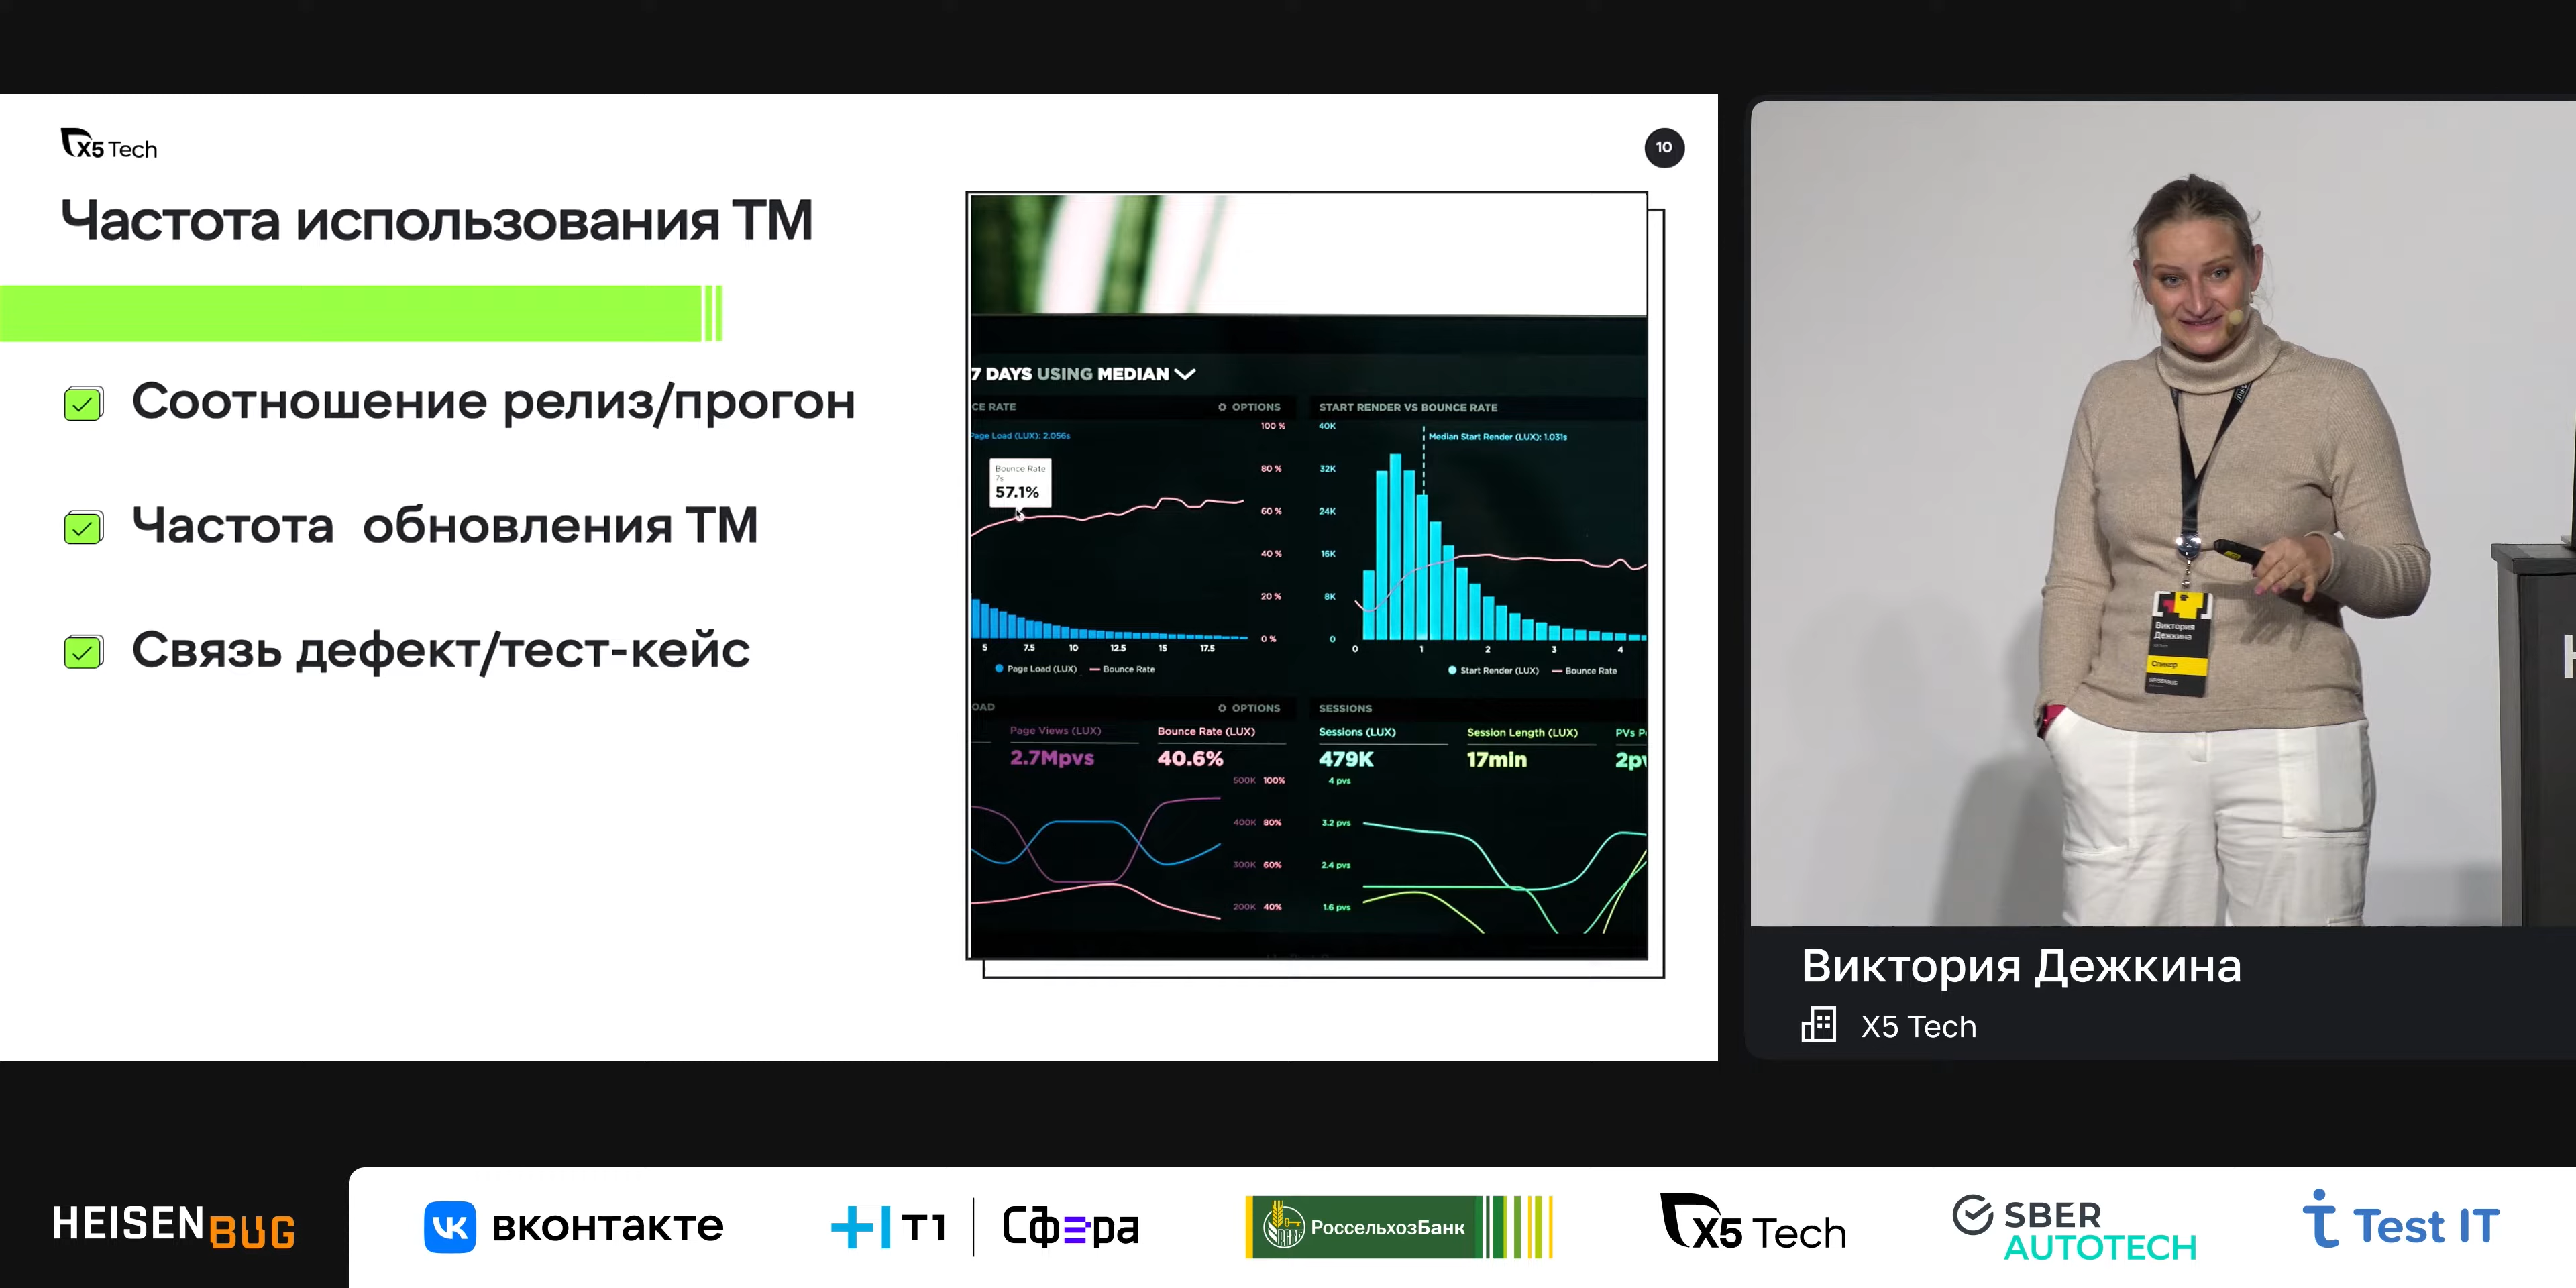 X5 Tech
10
Частота использования ТМ
Соотношение релиз/прогон
Частота обновления ТМ
Связь дефект/тест-кейс
7 DAYS USING MEDIAN
CE RATE
OPTIONS
Page Load (LUX): 2.056s
Bounce Rate
7s
57.1%
100 %
80 %
60 %
40 %
20 %
0 %
5 7.5 10 12.5 15 17.5
Page Load (LUX) Bounce Rate
START RENDER VS BOUNCE RATE
Median Start Render (LUX): 1.031s
40K
32K
24K
16K
8K
0
0 1 2 3 4
Start Render (LUX) Bounce Rate
OAD
OPTIONS
Page Views (LUX)
2.7Mpvs
Bounce Rate (LUX)
40.6%
500K 100%
400K 80%
300K 60%
200K 40%
SESSIONS
Sessions (LUX)
479K
Session Length (LUX)
17min
PVs P
2pv
4 pvs
3.2 pvs
2.4 pvs
1.6 pvs
Виктория
Дежкина
Спикер
HEISENBUG
Виктория Дежкина
X5 Tech
HEISENBUG
вконтакте
Т1
Сфера
РоссельхозБанк
X5 Tech
SBER
AUTOTECH
Test IT